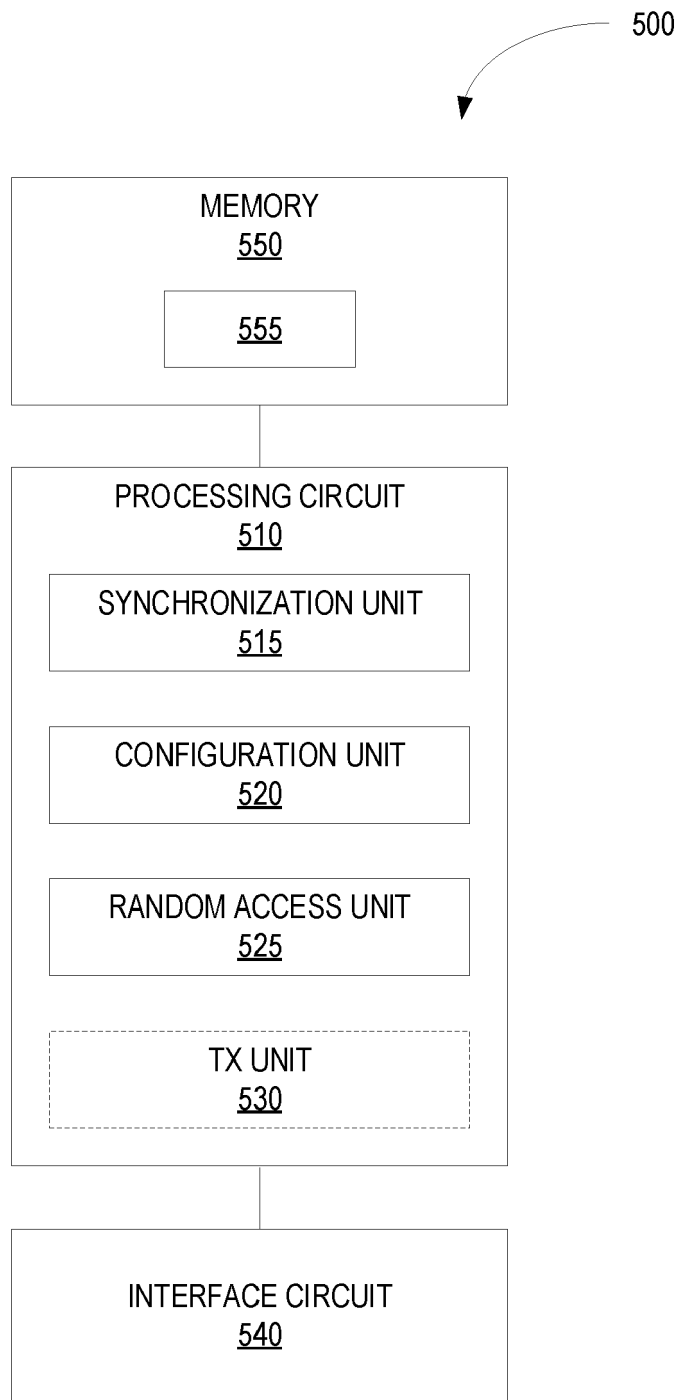 500
MEMORY
550
555
PROCESSING CIRCUIT
510
SYNCHRONIZATION UNIT
515
CONFIGURATION UNIT
520
RANDOM ACCESS UNIT
525
TX UNIT
530
INTERFACE CIRCUIT
540